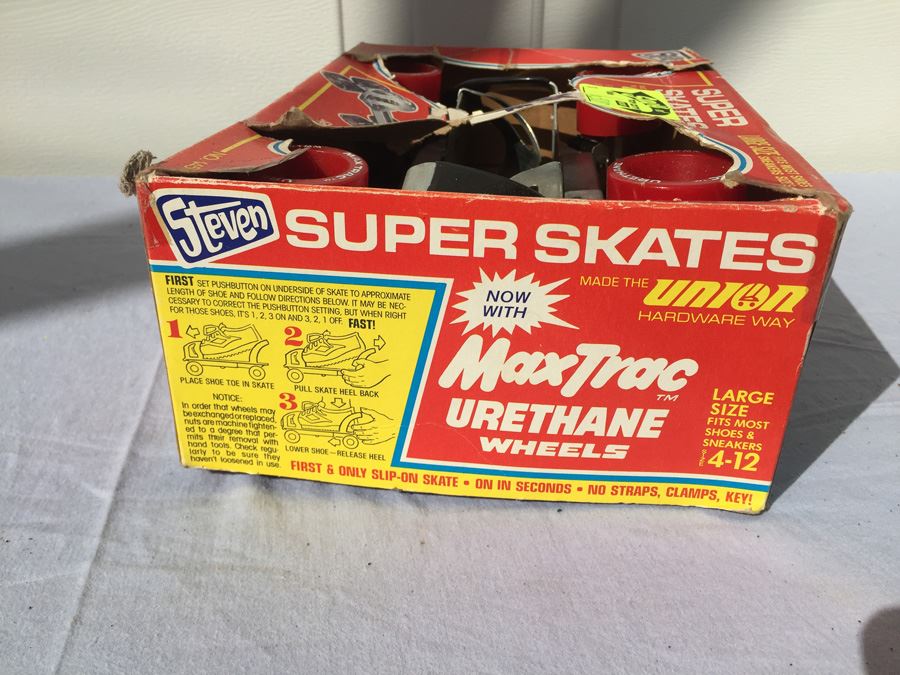 SUPER
SKATES
MAXTRAC
URETHANE
Steven
SUPER SKATES
MADE THE
UNION
HARDWARE WAY
NOW
WITH
MaxTrac
TM
URETHANE
WHEELS
LARGE
SIZE
FITS MOST
SHOES &
SNEAKERS
4-12
FIRST SET PUSHBUTTON ON UNDERSIDE OF SKATE TO APPROXIMATE
LENGTH OF SHOE AND FOLLOW DIRECTIONS BELOW. IT MAY BE NEC-
CESSARY TO CORRECT THE PUSHBUTTON SETTING, BUT WHEN RIGHT
FOR THOSE SHOES, IT'S 1, 2, 3 ON AND 3, 2, 1 OFF. FAST!
1
PLACE SHOE TOE IN SKATE
2
PULL SKATE HEEL BACK
3
LOWER SHOE—RELEASE HEEL
NOTICE:
In order that wheels may
be exchanged or replaced,
nuts are machine tighten-
ed to a degree that per-
mits their removal with
hand tools. Check regu-
larly to be sure they
haven't loosened in use.
FIRST & ONLY SLIP-ON SKATE • ON IN SECONDS • NO STRAPS, CLAMPS, KEY!